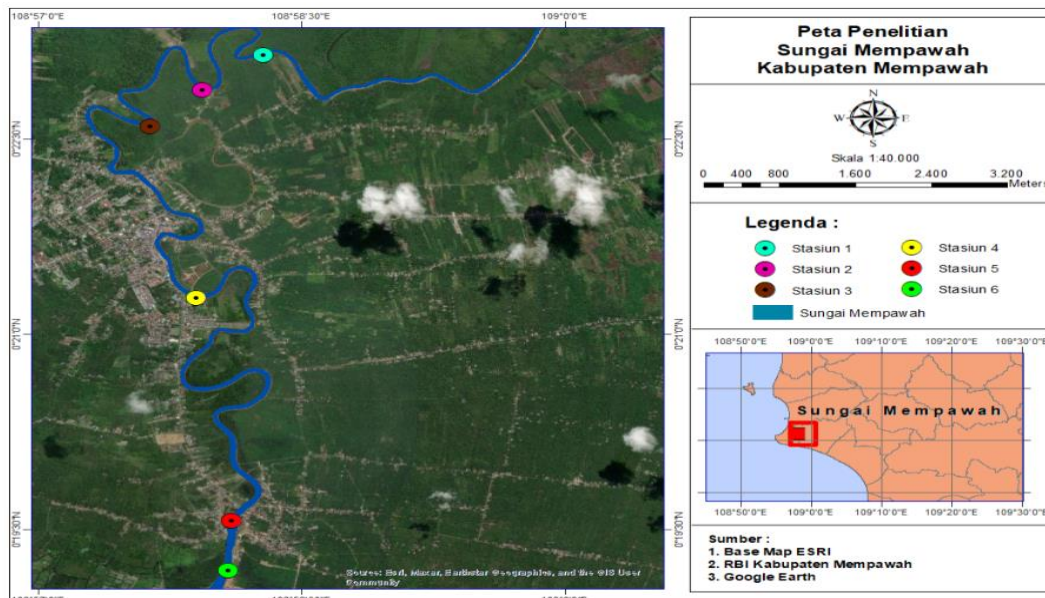 108°57'0"E 108°58'30"E 109°0'0"E
0°22'30"N
0°21'0"N
0°19'30"N
0°22'30"N
0°21'0"N
0°19'30"N
Source: Esri, Maxar, Earthstar Geographics, and the GIS User
Community
Peta Penelitian
Sungai Mempawah
Kabupaten Mempawah
N
W E
S
Skala 1:40.000
0 400 800 1.600 2.400 3.200
Meters
Legenda :
Stasiun 1 Stasiun 4
Stasiun 2 Stasiun 5
Stasiun 3 Stasiun 6
Sungai Mempawah
108°50'0"E 109°0'0"E 109°10'0"E 109°20'0"E 109°30'0"E
Sungai Mempawah
108°50'0"E 109°0'0"E 109°10'0"E 109°20'0"E 109°30'0"E
Sumber :
1. Base Map ESRI
2. RBI Kabupaten Mempawah
3. Google Earth